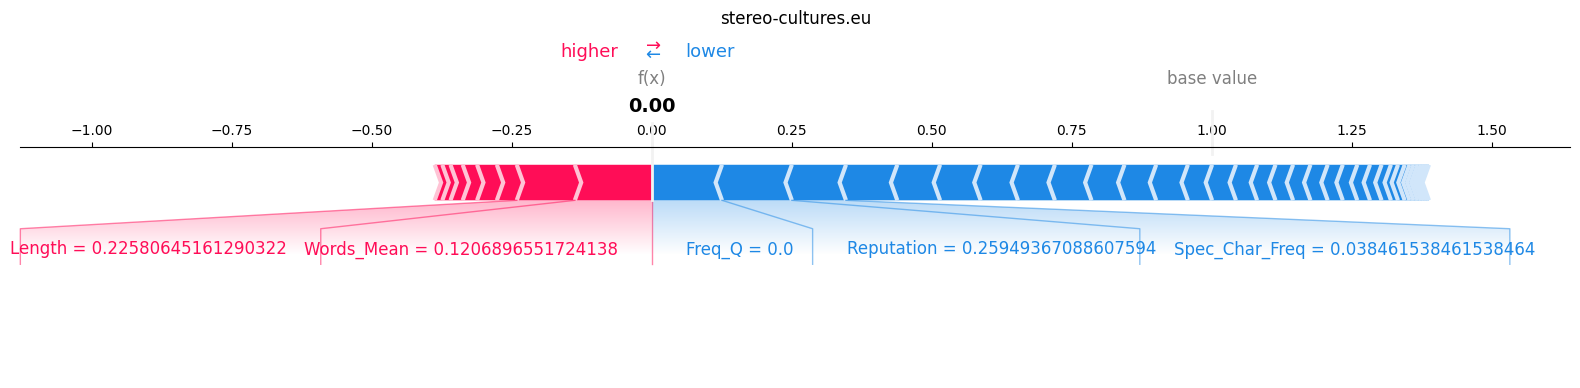 stereo-cultures.eu
higher ⇄ lower
f(x) base value
0.00
−1.00 −0.75 −0.50 −0.25 0.00 0.25 0.50 0.75 1.00 1.25 1.50
Length = 0.22580645161290322 Words_Mean = 0.1206896551724138 Freq_Q = 0.0 Reputation = 0.25949367088607594 Spec_Char_Freq = 0.038461538461538464